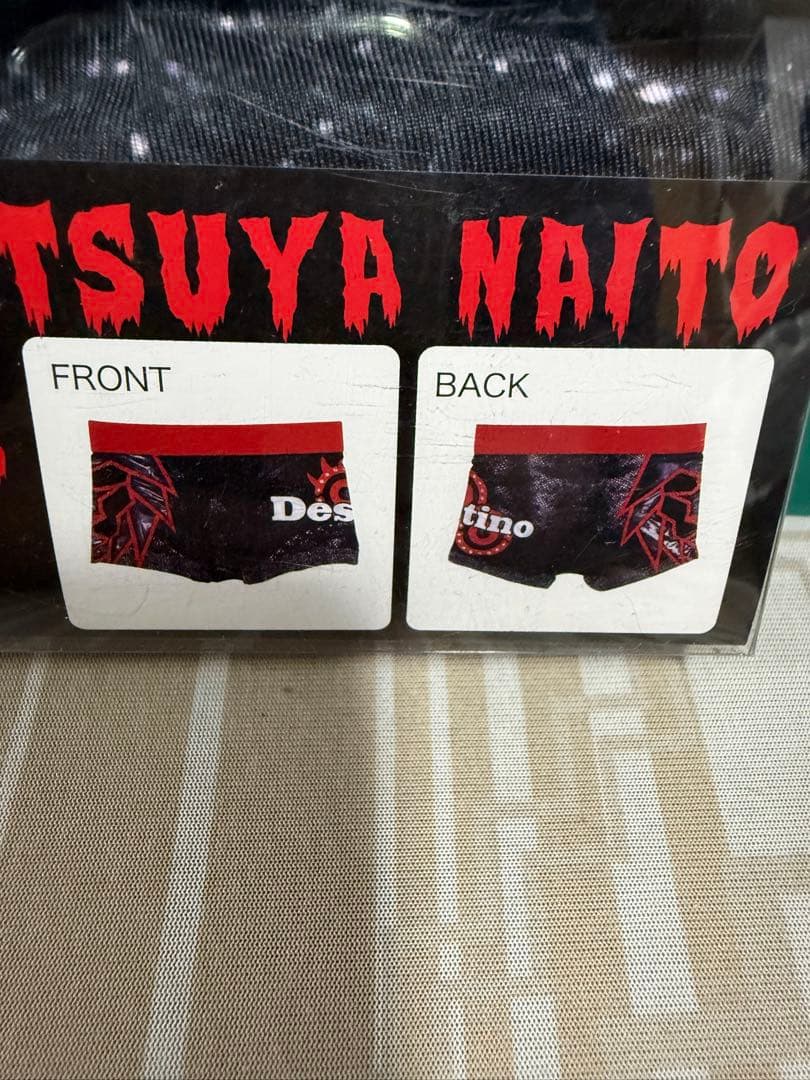 TSUYA NAITO
FRONT
BACK
Des
tino